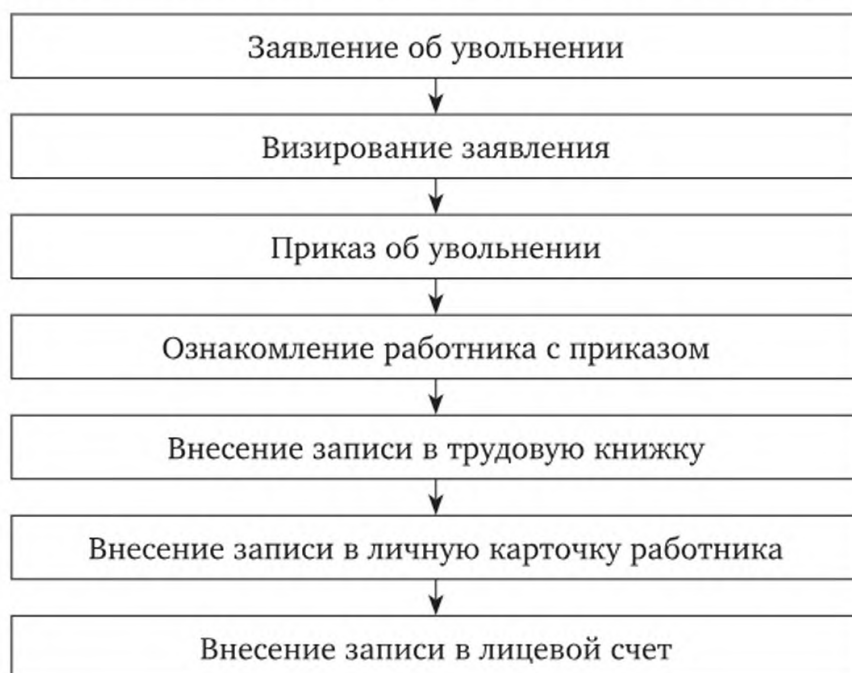 Заявление об увольнении
Визирование заявления
Приказ об увольнении
Ознакомление работника с приказом
Внесение записи в трудовую книжку
Внесение записи в личную карточку работника
Внесение записи в лицевой счет